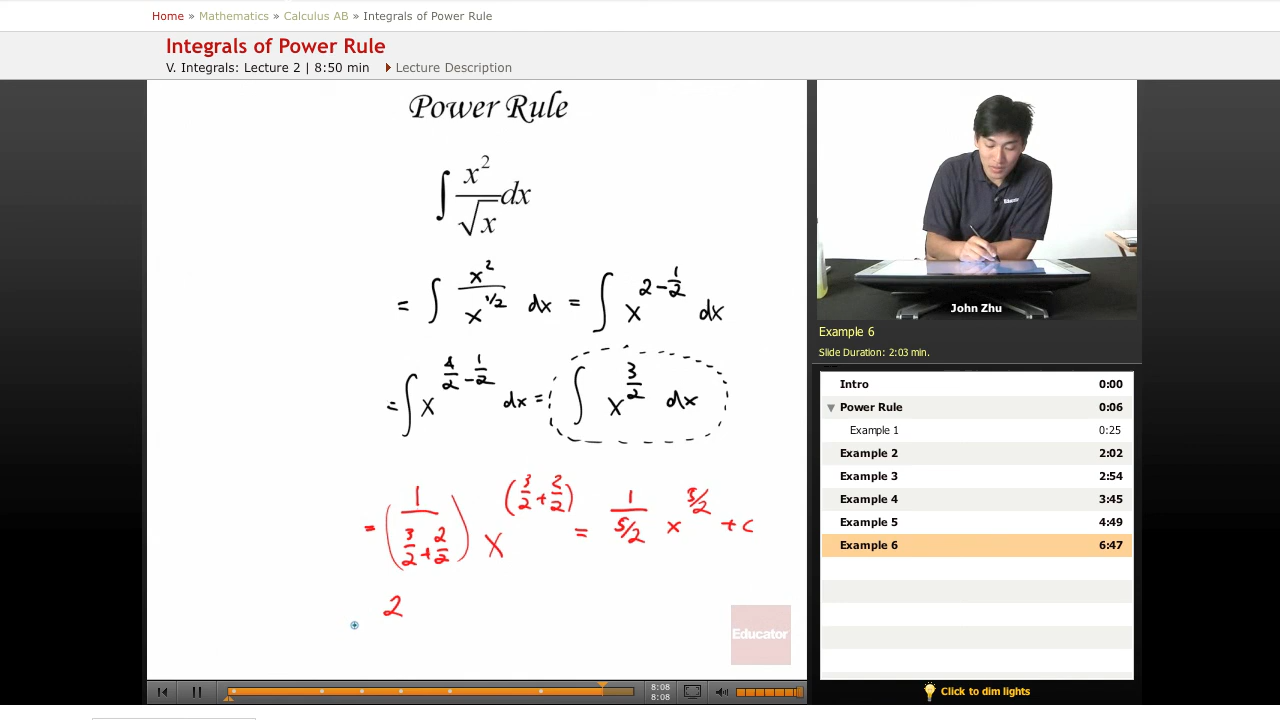 Home » Mathematics » Calculus AB » Integrals of Power Rule
Integrals of Power Rule
V. Integrals: Lecture 2 | 8:50 min Lecture Description
Power Rule
∫ x²/√x dx
= ∫ x²/x^(1/2) dx = ∫ x^(2-1/2) dx
= ∫ x^(4/2-1/2) dx = ∫ x^(3/2) dx
= (1/(3/2+2/2)) x^(3/2+2/2) = 1/(5/2) x^(5/2) + c
2
Educator
8:08
8:08
Educator
John Zhu
Example 6
Slide Duration: 2:03 min.
Intro 0:00
Power Rule 0:06
Example 1 0:25
Example 2 2:02
Example 3 2:54
Example 4 3:45
Example 5 4:49
Example 6 6:47
Click to dim lights